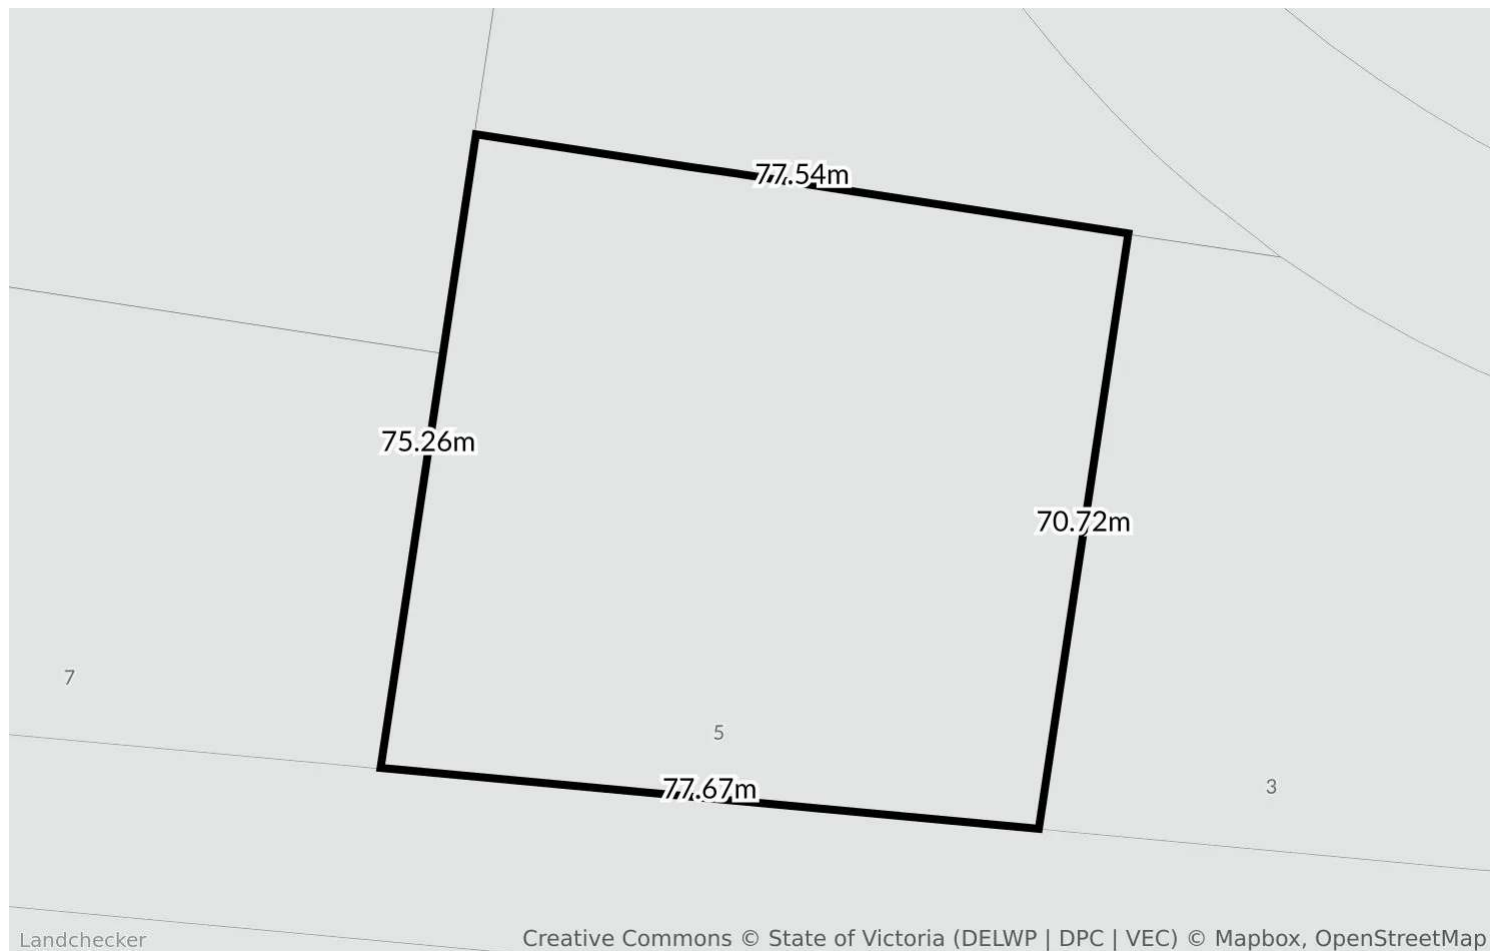 77.54m
75.26m
70.72m
7
5
77.67m
3
Landchecker
Creative Commons © State of Victoria (DELWP | DPC | VEC) © Mapbox, OpenStreetMap